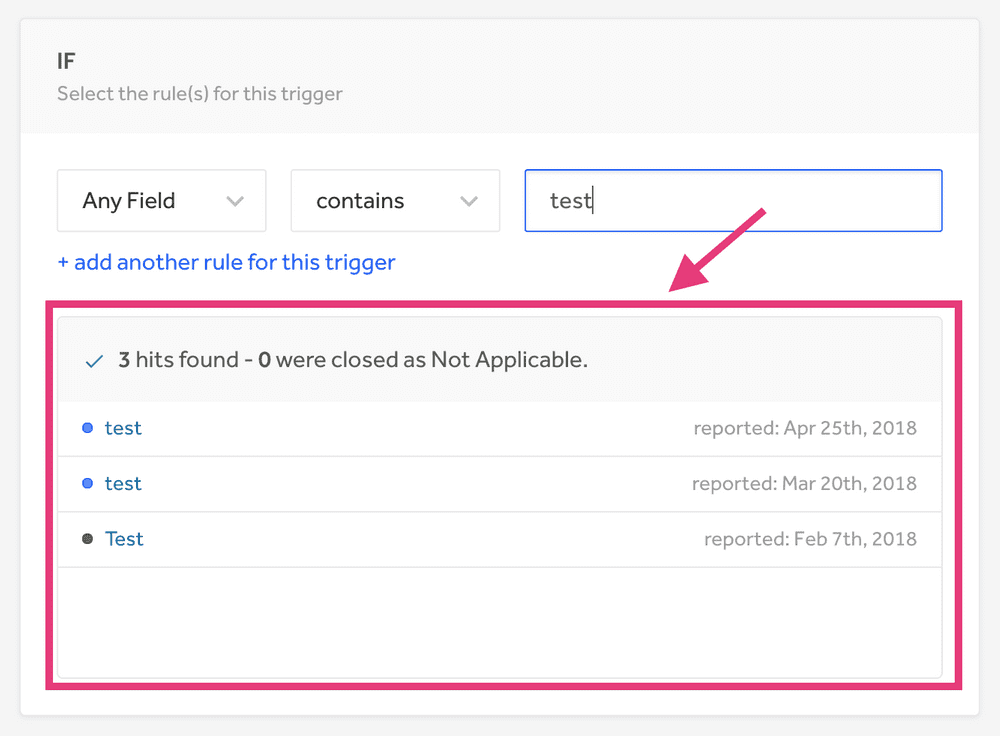 IF
Select the rule(s) for this trigger
Any Field contains test
+ add another rule for this trigger
3 hits found - 0 were closed as Not Applicable.
test reported: Apr 25th, 2018
test reported: Mar 20th, 2018
Test reported: Feb 7th, 2018